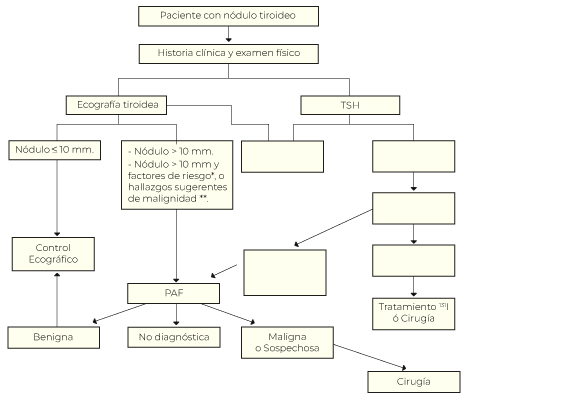 Paciente con nódulo tiroideo
Historia clínica y examen físico
Ecografía tiroidea
TSH
Nódulo ≤ 10 mm.
- Nódulo > 10 mm.
- Nódulo > 10 mm y
factores de riesgo*, o
hallazgos sugerentes
de malignidad **.
Control
Ecográfico
PAF
Tratamiento ¹³¹I
ó Cirugía
Benigna
No diagnóstica
Maligna
o Sospechosa
Cirugía